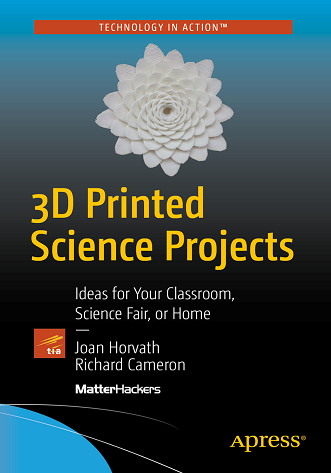 TECHNOLOGY IN ACTION™
3D Printed
Science Projects
Ideas for Your Classroom,
Science Fair, or Home
t·i·a
Joan Horvath
Richard Cameron
MatterHackers
Apress®